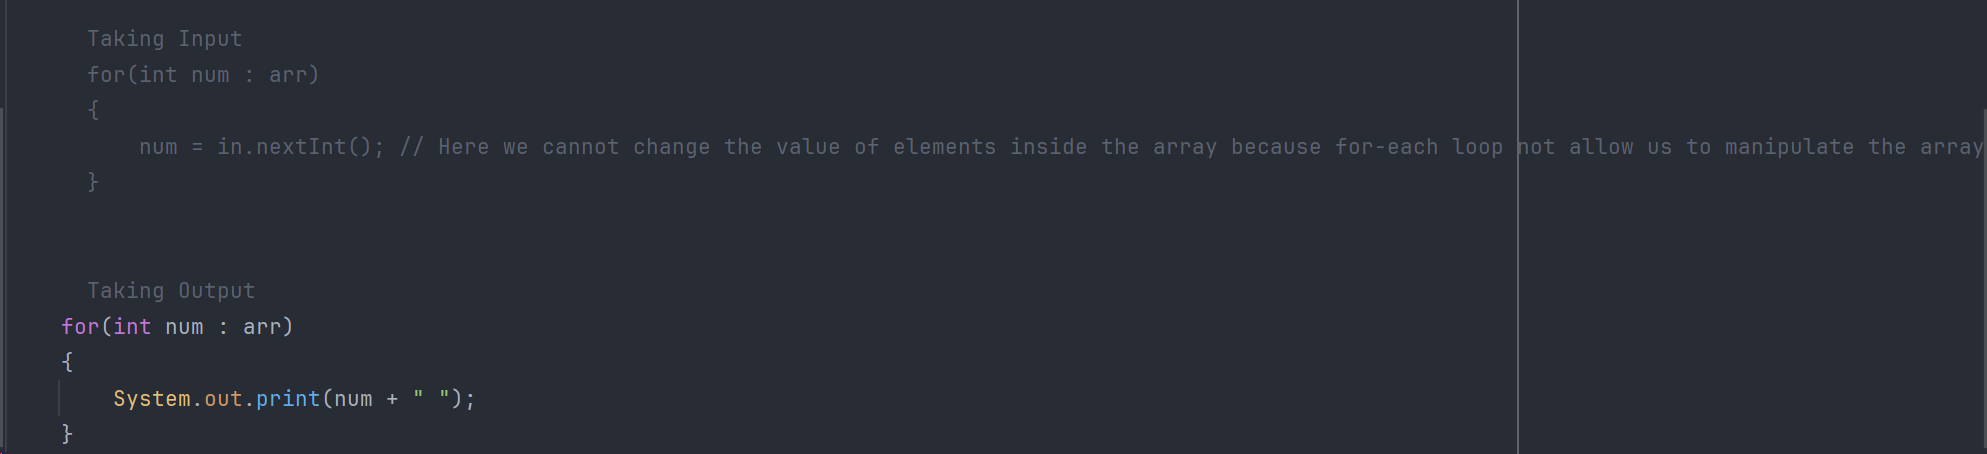 Taking Input
for(int num : arr)
{
    num = in.nextInt(); // Here we cannot change the value of elements inside the array because for-each loop not allow us to manipulate the array
}
Taking Output
for(int num : arr)
{
    System.out.print(num + " ");
}